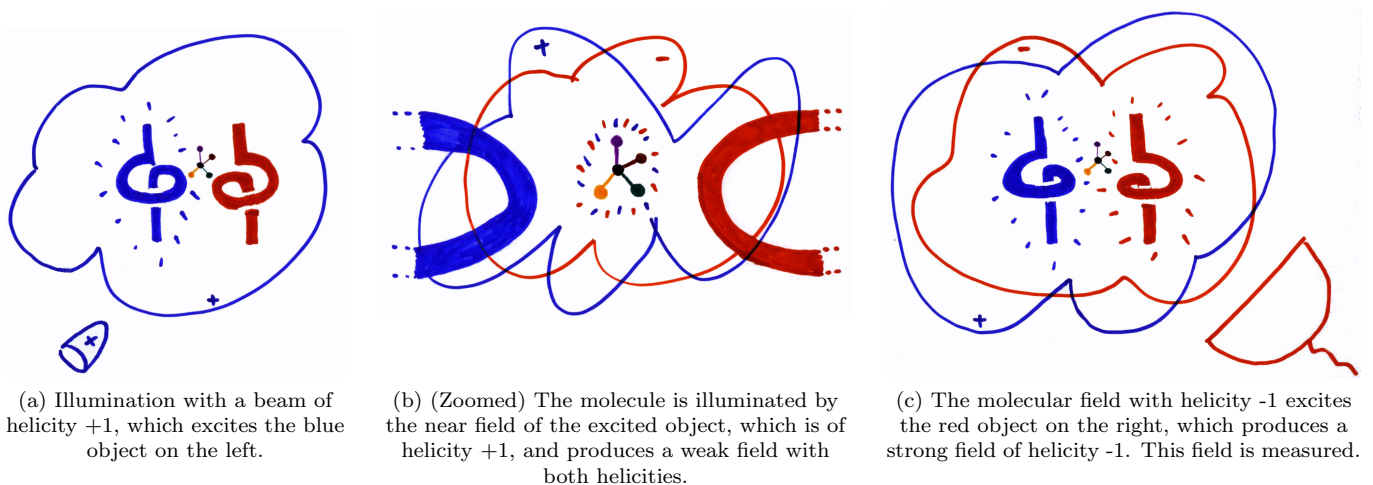 +
+
(a) Illumination with a beam of
helicity +1, which excites the blue
object on the left.
+
-
(b) (Zoomed) The molecule is illuminated by
the near field of the excited object, which is of
helicity +1, and produces a weak field with
both helicities.
-
+
(c) The molecular field with helicity -1 excites
the red object on the right, which produces a
strong field of helicity -1. This field is measured.